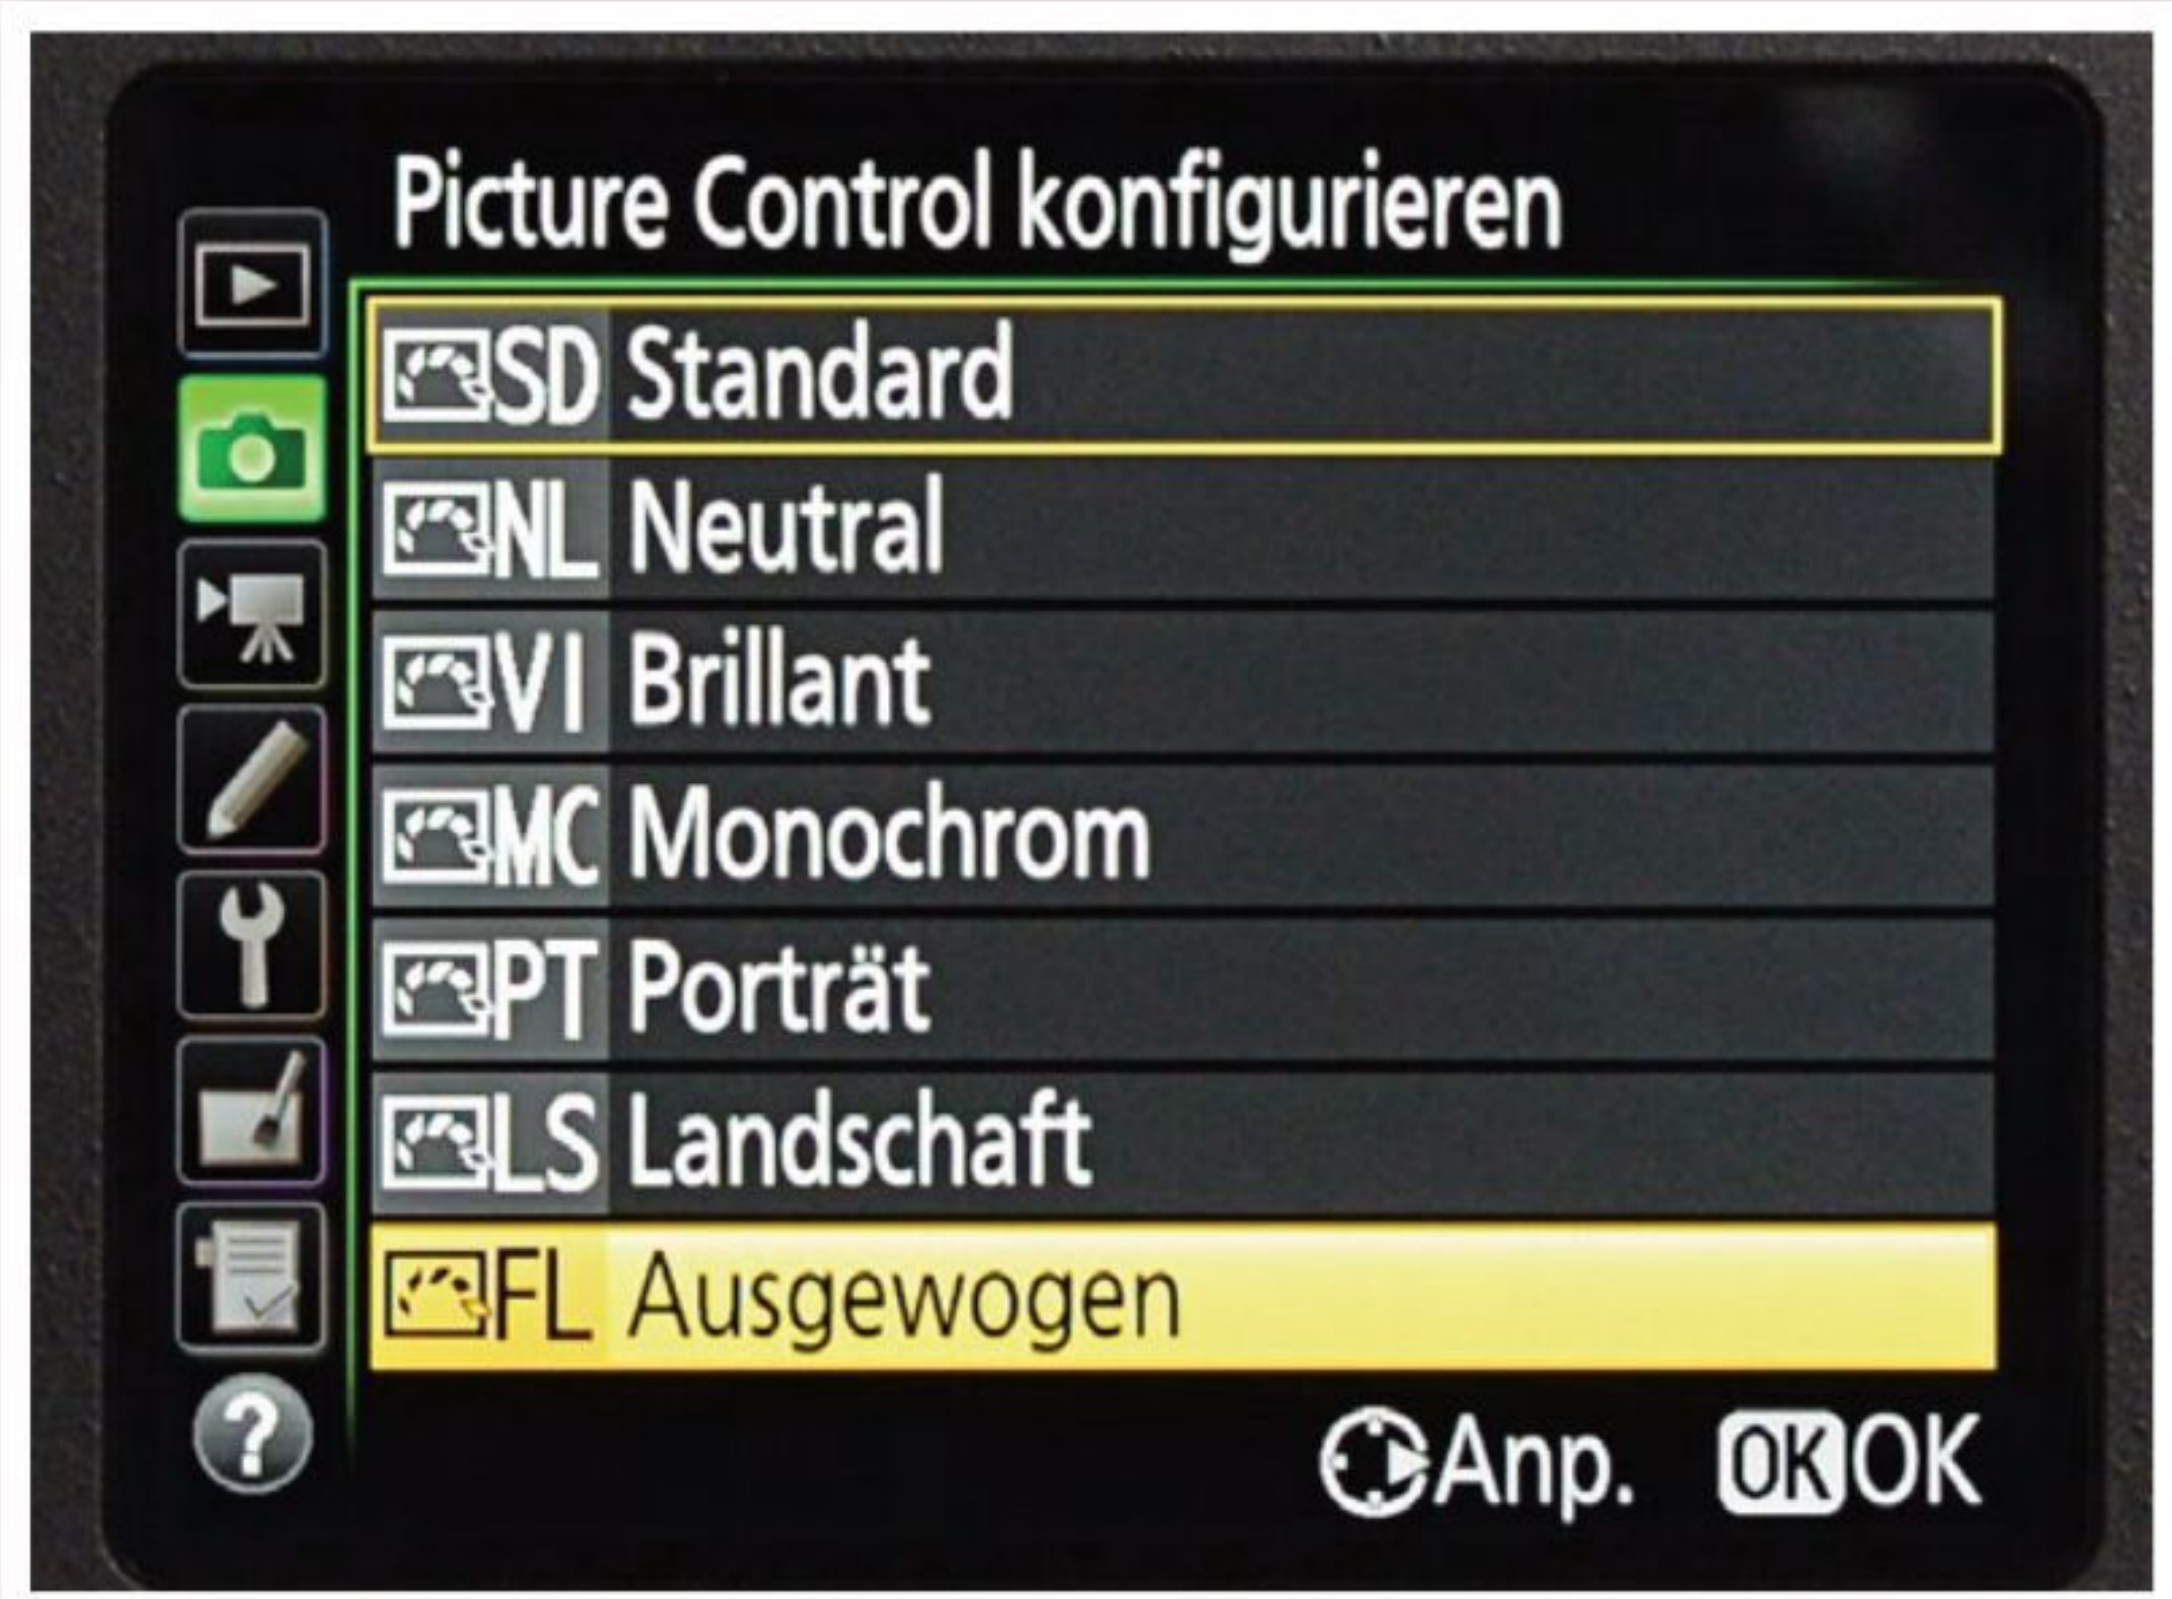 Picture Control konfigurieren
SD Standard
NL Neutral
VI Brillant
MC Monochrom
PT Porträt
LS Landschaft
FL Ausgewogen
?
Anp. OK OK